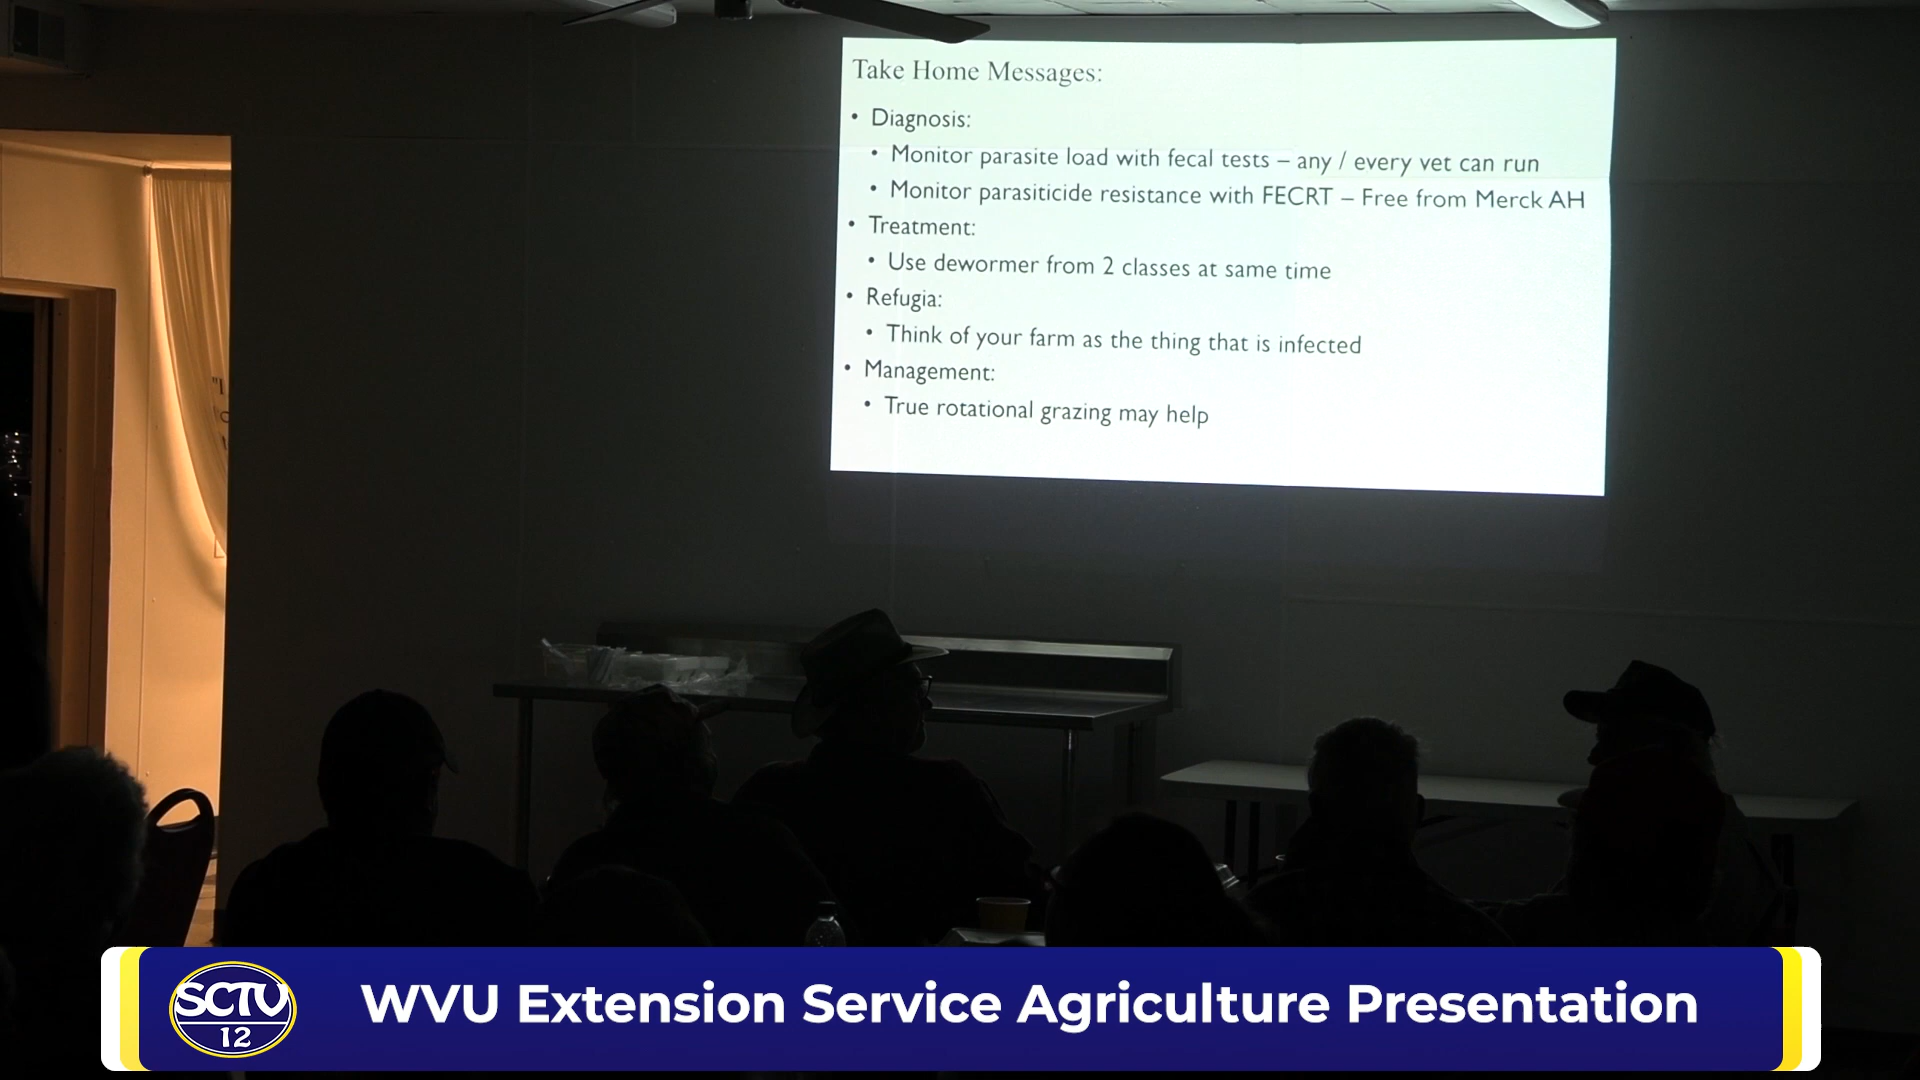 Take Home Messages:
• Diagnosis:
• Monitor parasite load with fecal tests – any / every vet can run
• Monitor parasiticide resistance with FECRT – Free from Merck AH
• Treatment:
• Use dewormer from 2 classes at same time
• Refugia:
• Think of your farm as the thing that is infected
• Management:
• True rotational grazing may help
SCTV
12
WVU Extension Service Agriculture Presentation